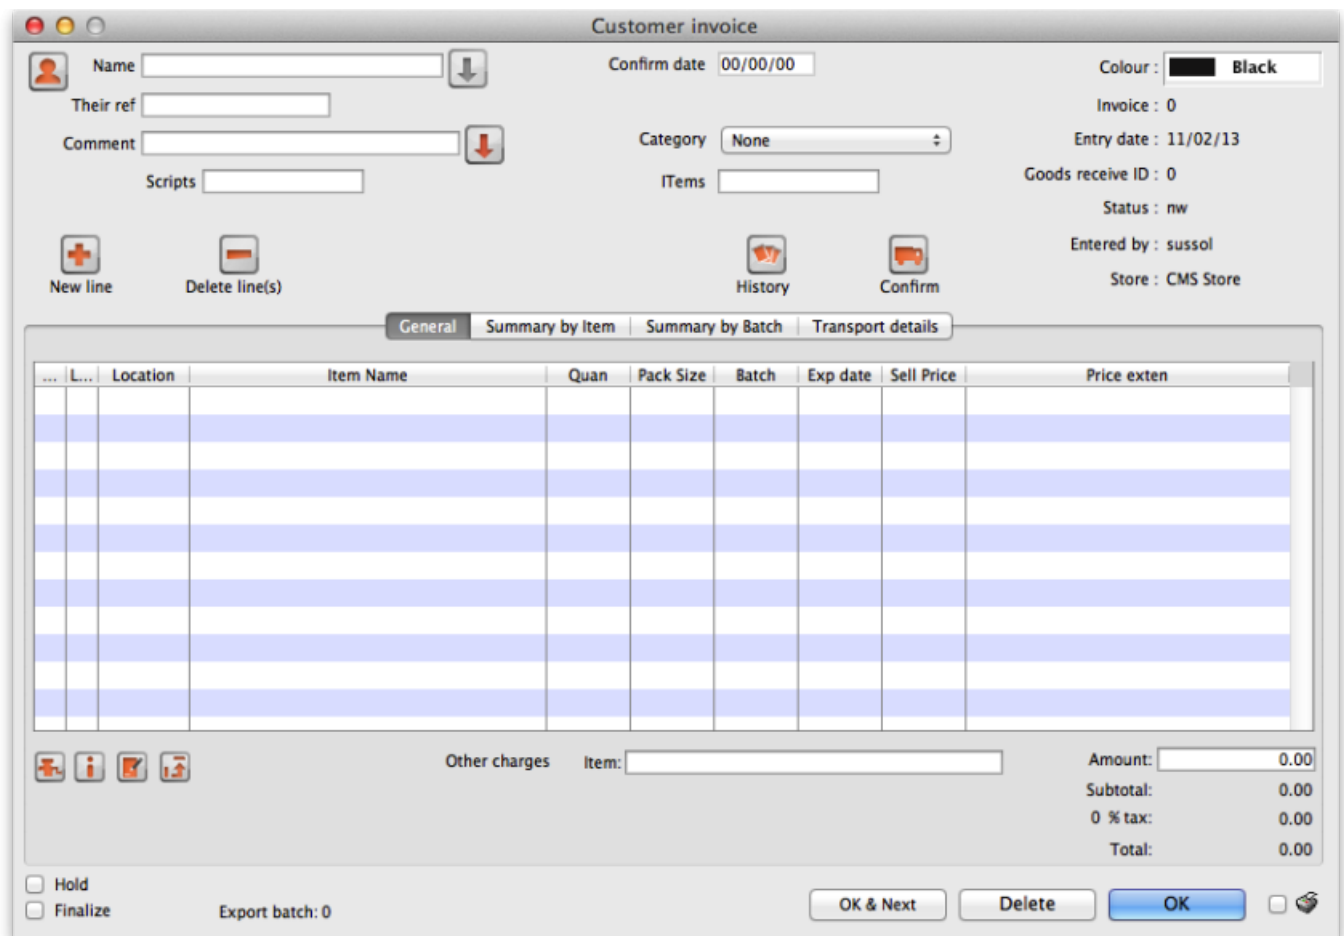 Customer invoice
Name
Confirm date 00/00/00
Colour : Black
Their ref
Invoice : 0
Comment
Category None
Entry date : 11/02/13
Scripts
ITems
Goods receive ID : 0
Status : nw
Entered by : sussol
Store : CMS Store
New line
Delete line(s)
History
Confirm
General Summary by Item Summary by Batch Transport details
... L... Location Item Name Quan Pack Size Batch Exp date Sell Price Price exten
Other charges Item:
Amount: 0.00
Subtotal: 0.00
0 % tax: 0.00
Total: 0.00
Hold
Finalize
Export batch: 0
OK & Next
Delete
OK